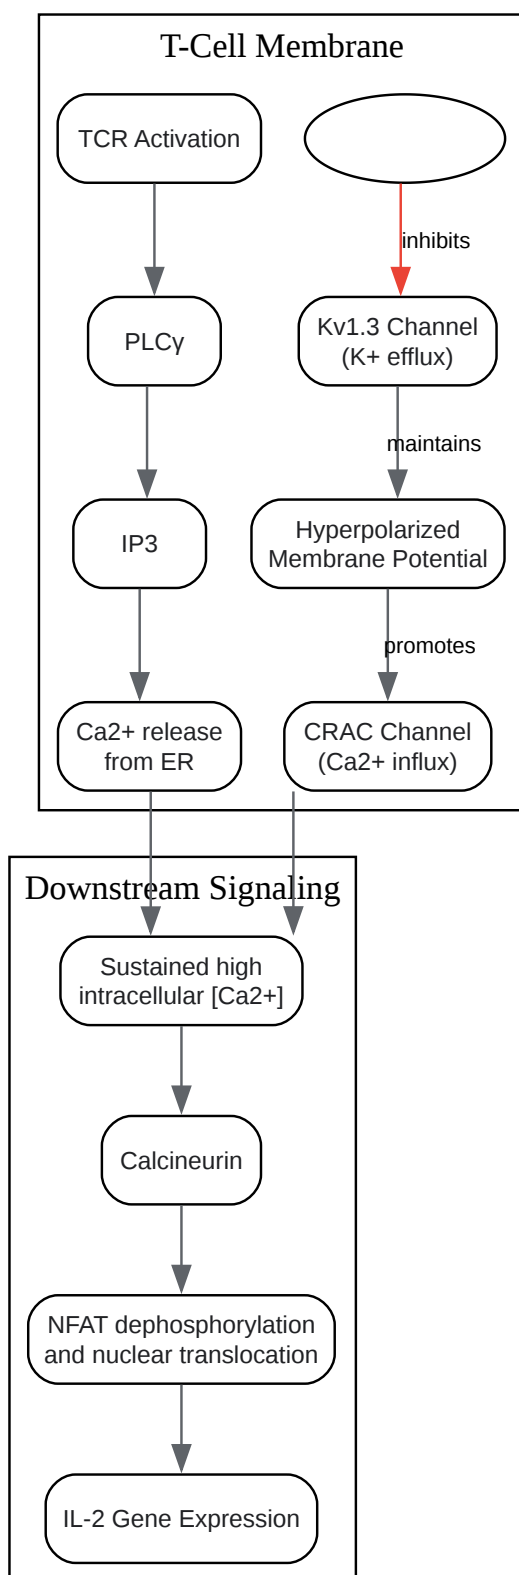 T-Cell Membrane
TCR Activation
inhibits
PLCγ
Kv1.3 Channel
(K+ efflux)
maintains
IP3
Hyperpolarized
Membrane Potential
promotes
Ca2+ release
from ER
CRAC Channel
(Ca2+ influx)
Downstream Signaling
Sustained high
intracellular [Ca2+]
Calcineurin
NFAT dephosphorylation
and nuclear translocation
IL-2 Gene Expression